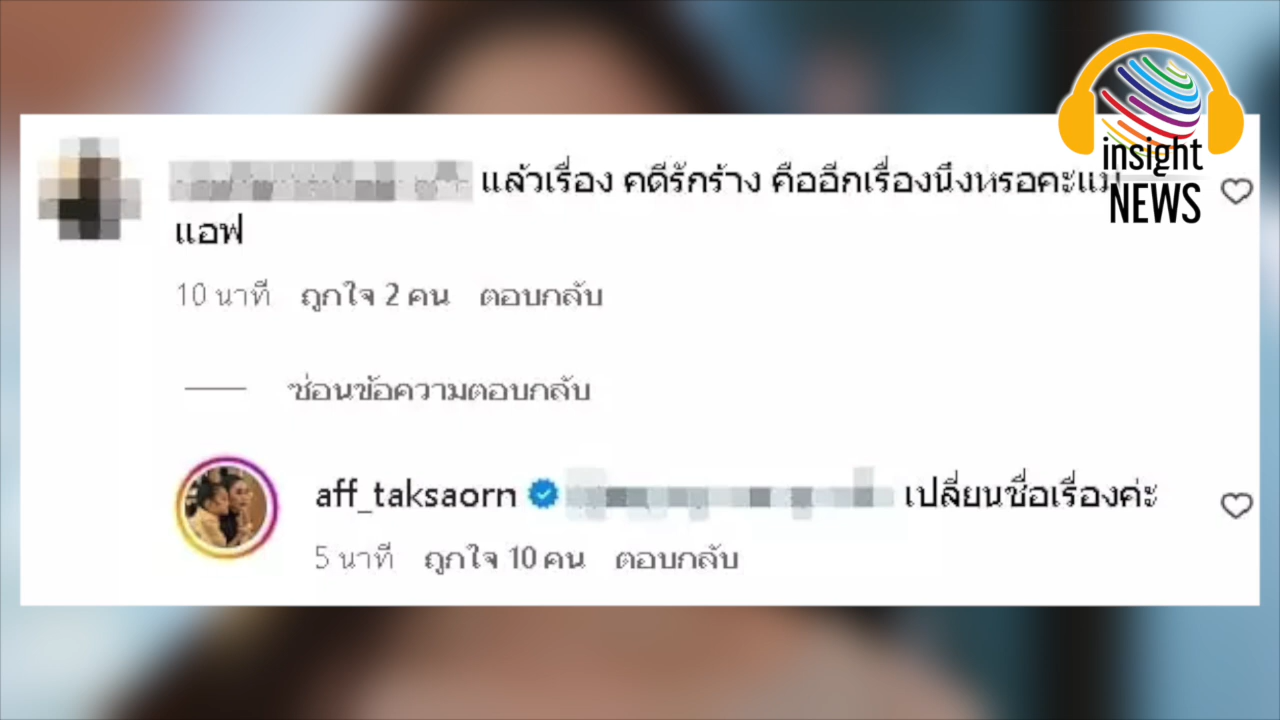 insight
NEWS
แล้วเรื่อง คดีรักร้าง คืออีกเรื่องนึงหรอคะแม่
แอฟ
10 นาที ถูกใจ 2 คน ตอบกลับ
ซ่อนข้อความตอบกลับ
aff_taksaorn เปลี่ยนชื่อเรื่องค่ะ
5 นาที ถูกใจ 10 คน ตอบกลับ